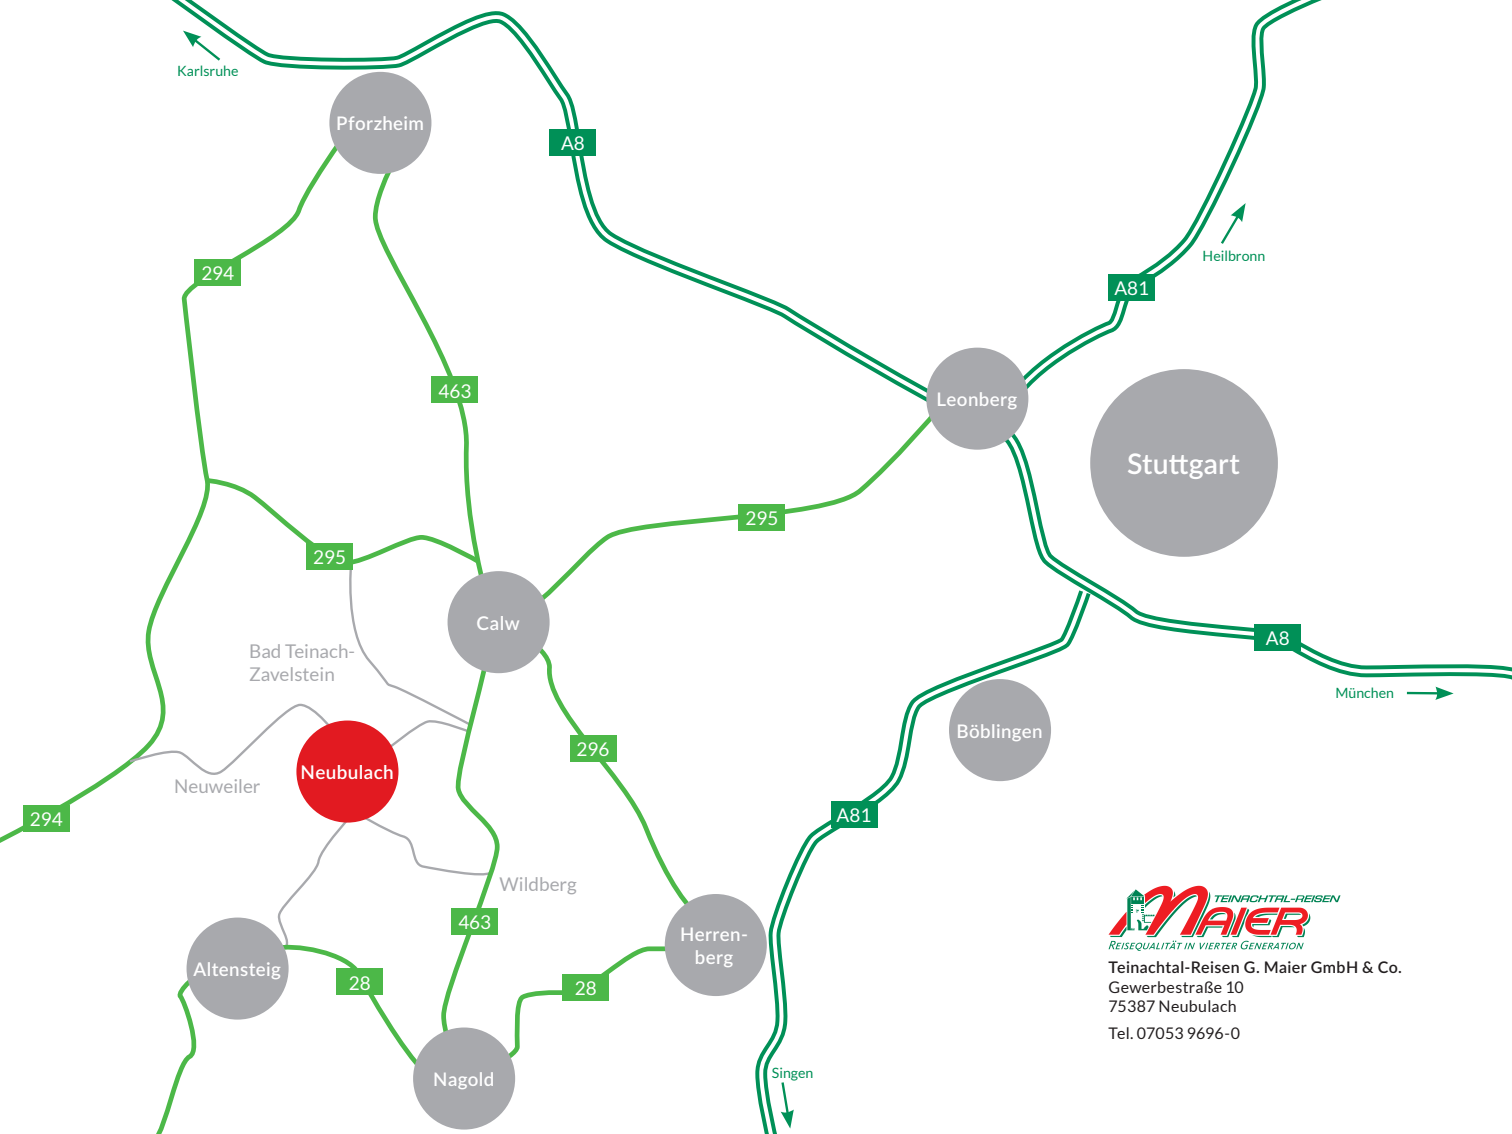 Karlsruhe
Pforzheim
A8
294
Heilbronn
A81
463
Leonberg
Stuttgart
295
295
Calw
A8
Bad Teinach-
Zavelstein
München
Böblingen
296
Neubulach
Neuweiler
294
A81
Wildberg
463
Herren-
berg
Altensteig
28
28
Nagold
Singen
TEINACHTAL-REISEN
MAIER
REISEQUALITÄT IN VIERTER GENERATION
Teinachtal-Reisen G. Maier GmbH & Co.
Gewerbestraße 10
75387 Neubulach
Tel. 07053 9696-0